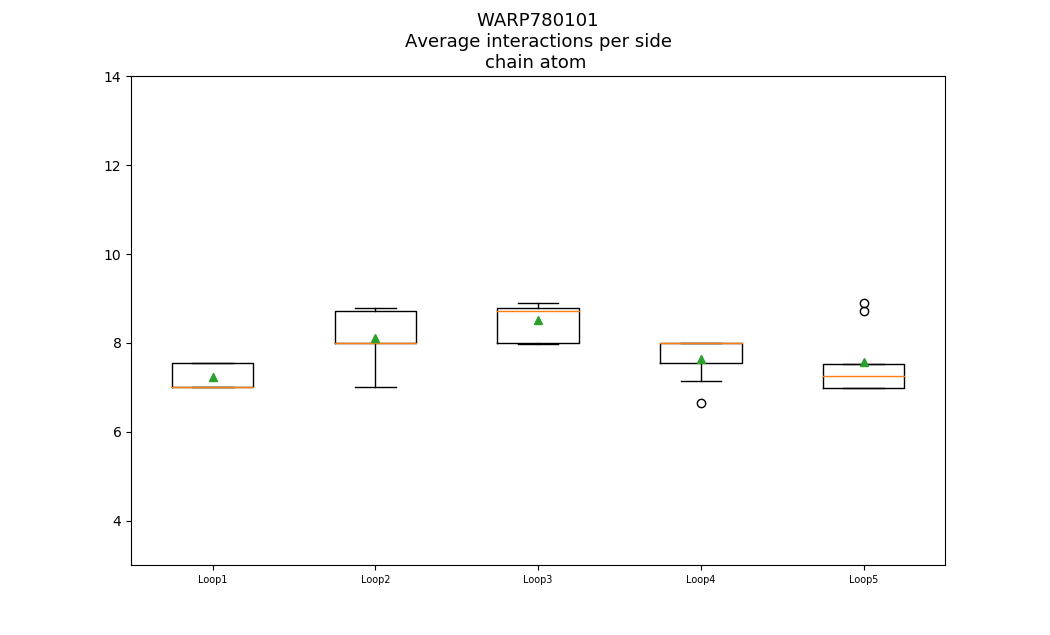 WARP780101
Average interactions per side
chain atom
14
12
10
8
6
4
Loop1
Loop2
Loop3
Loop4
Loop5